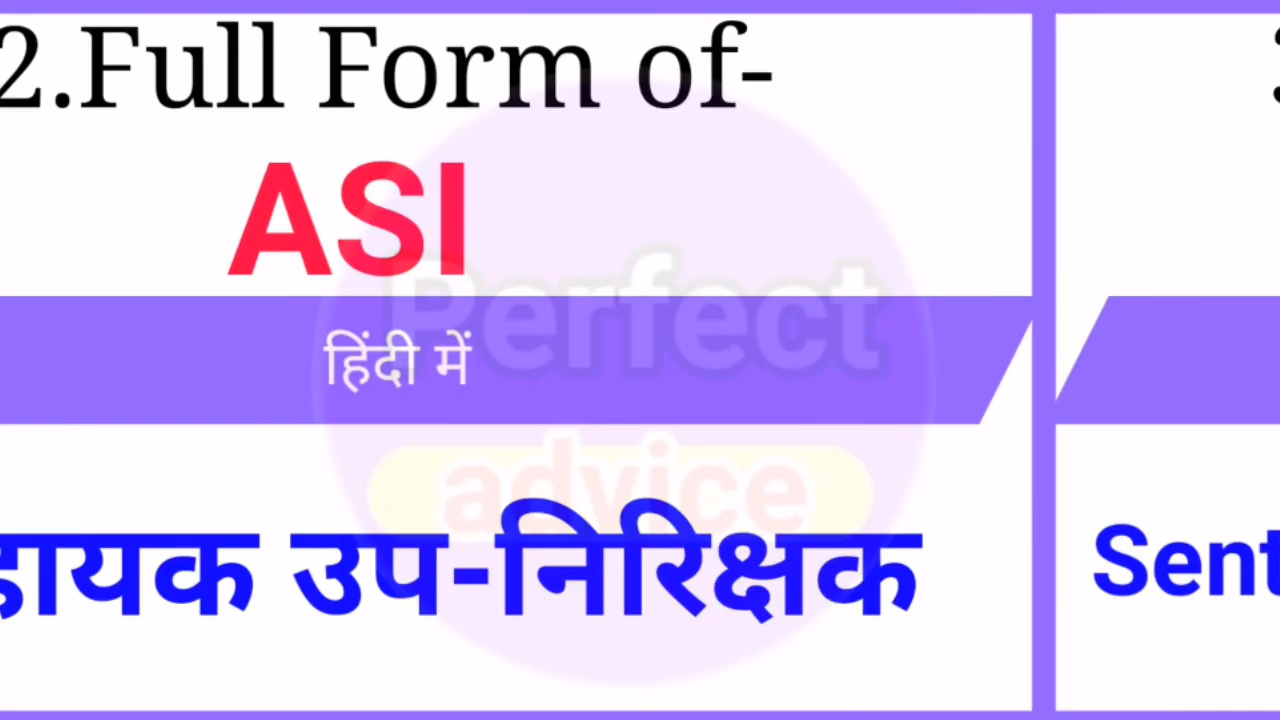 2.Full Form of-
ASI
हिंदी में
Perfect
advice
उप-निरिक्षक